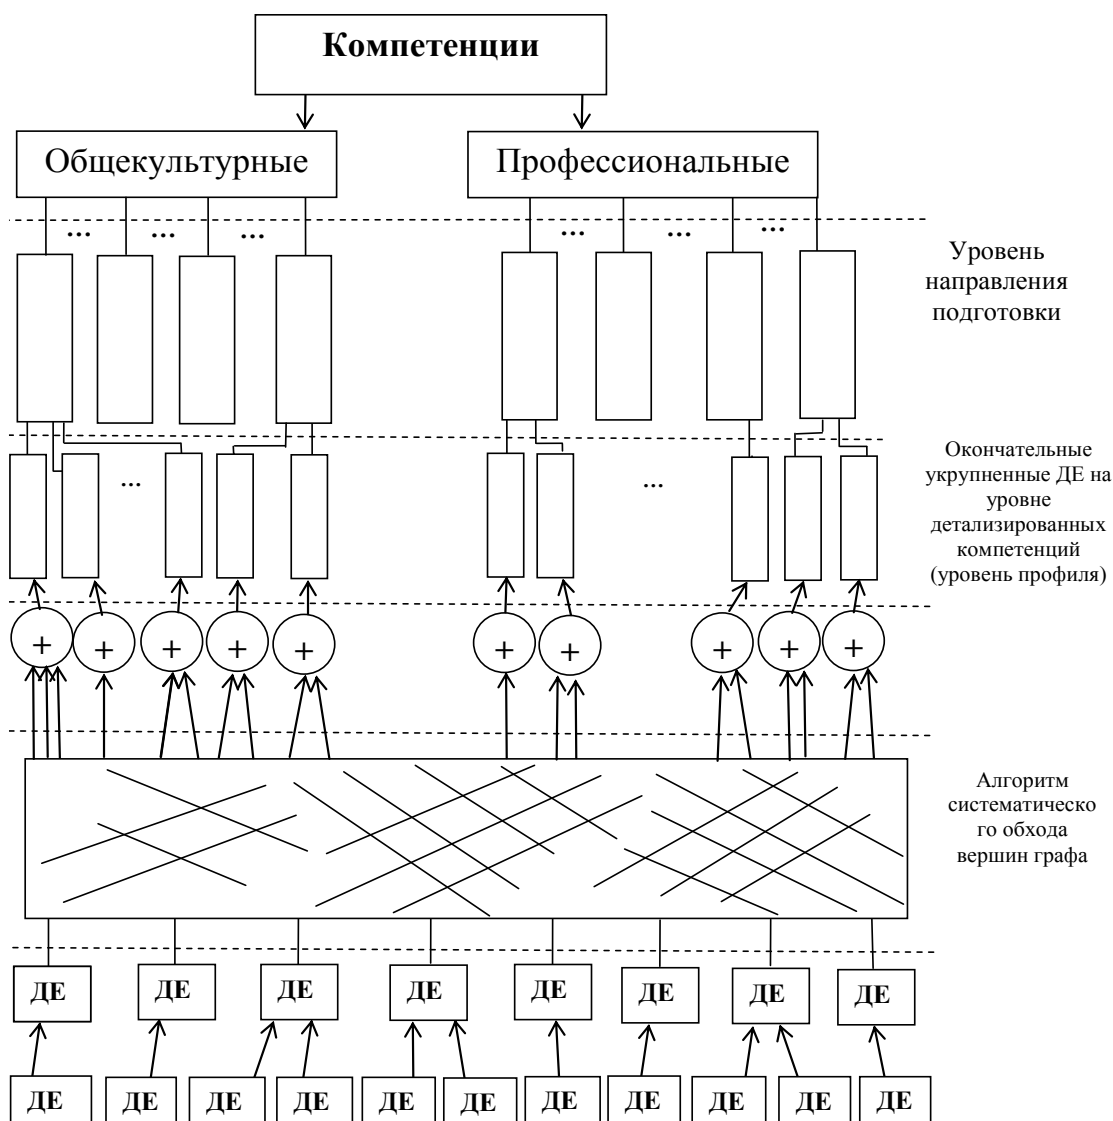 Компетенции
Общекультурные
Профессиональные
... ... ... ... ... ...
Уровень
направления
подготовки
... ...
Окончательные
укрупненные ДЕ на
уровне
детализированных
компетенций
(уровень профиля)
+ + + + + + + + + +
Алгоритм
систематическо
го обхода
вершин графа
ДЕ ДЕ ДЕ ДЕ ДЕ ДЕ ДЕ ДЕ
ДЕ ДЕ ДЕ ДЕ ДЕ ДЕ ДЕ ДЕ ДЕ ДЕ ДЕ